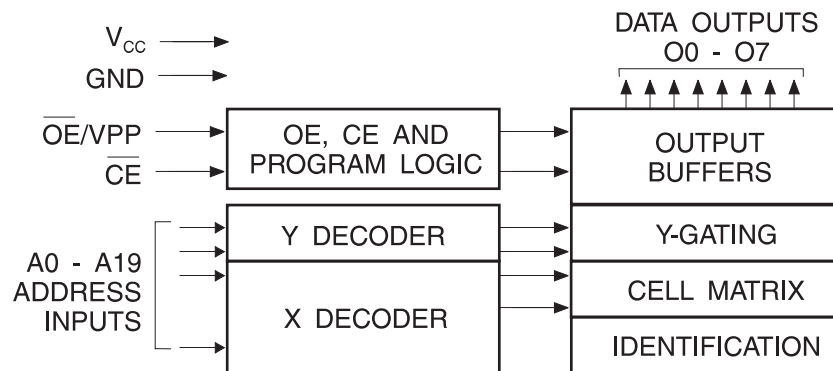 DATA OUTPUTS
O0 - O7
VCC
GND
OE/VPP
CE
OE, CE AND
PROGRAM LOGIC
OUTPUT
BUFFERS
Y DECODER
Y-GATING
A0 - A19
ADDRESS
INPUTS
X DECODER
CELL MATRIX
IDENTIFICATION